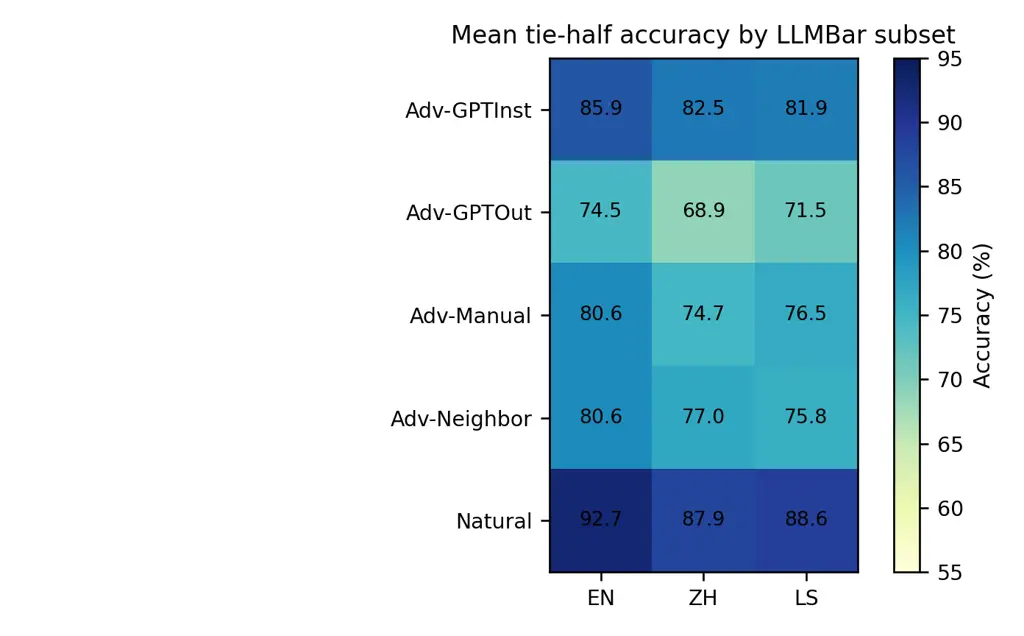 Mean tie-half accuracy by LLMBar subset
Adv-GPTInst 85.9 82.5 81.9
Adv-GPTOut 74.5 68.9 71.5
Adv-Manual 80.6 74.7 76.5
Adv-Neighbor 80.6 77.0 75.8
Natural 92.7 87.9 88.6
EN ZH LS
95
90
85
80
75
70
65
60
55
Accuracy (%)